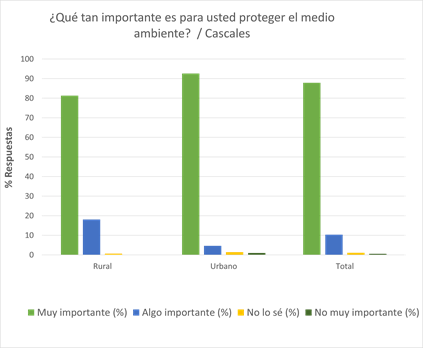 ¿Qué tan importante es para usted proteger el medio
ambiente? / Cascales
100
90
80
70
60
50
40
30
20
10
0
% Respuestas
Rural Urbano Total
Muy importante (%) Algo importante (%) No lo sé (%) No muy importante (%)